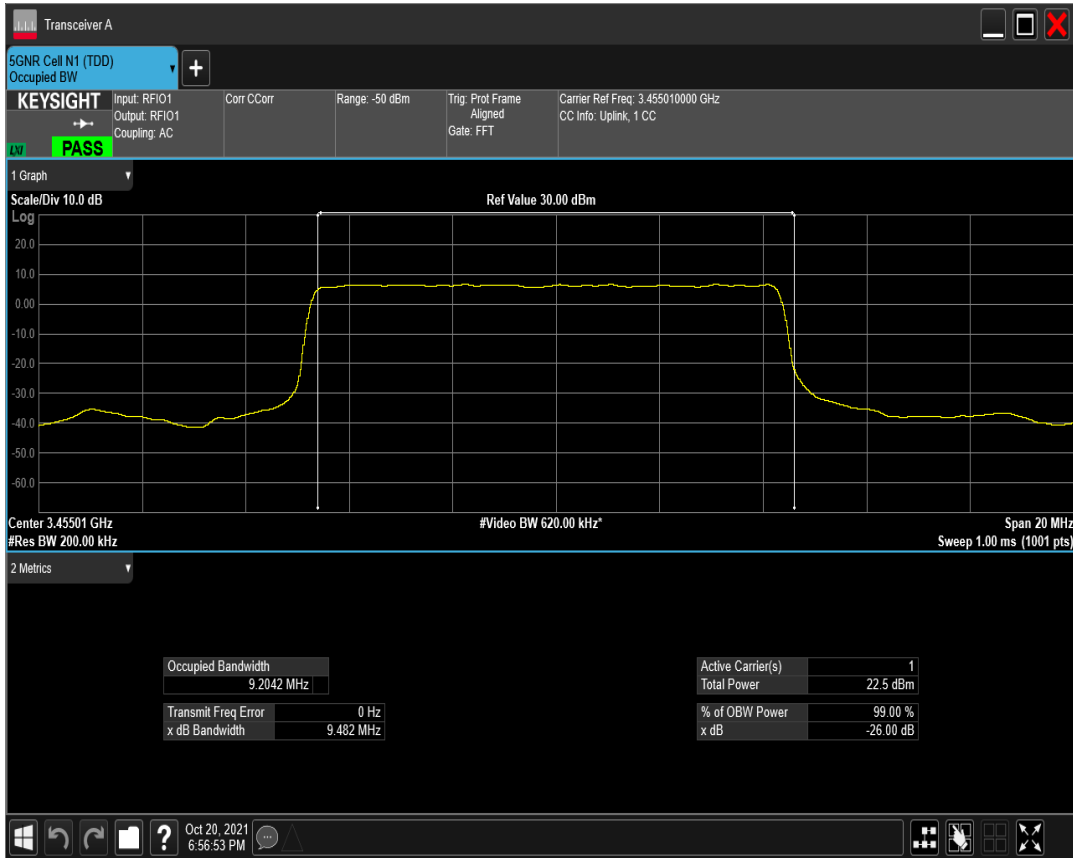 Transceiver A
5GNR Cell N1 (TDD)
Occupied BW
+
KEYSIGHT
LXI
PASS
Input: RFIO1
Output: RFIO1
Coupling: AC
Corr CCorr
Range: -50 dBm
Trig: Prot Frame
Aligned
Gate: FFT
Carrier Ref Freq: 3.455010000 GHz
CC Info: Uplink, 1 CC
1 Graph
Scale/Div 10.0 dB
Ref Value 30.00 dBm
Log
20.0
10.0
0.00
-10.0
-20.0
-30.0
-40.0
-50.0
-60.0
Center 3.45501 GHz
#Video BW 620.00 kHz*
Span 20 MHz
#Res BW 200.00 kHz
Sweep 1.00 ms (1001 pts)
2 Metrics
Occupied Bandwidth
9.2042 MHz
Transmit Freq Error 0 Hz
x dB Bandwidth 9.482 MHz
Active Carrier(s) 1
Total Power 22.5 dBm
% of OBW Power 99.00 %
x dB -26.00 dB
?
Oct 20, 2021
6:56:53 PM